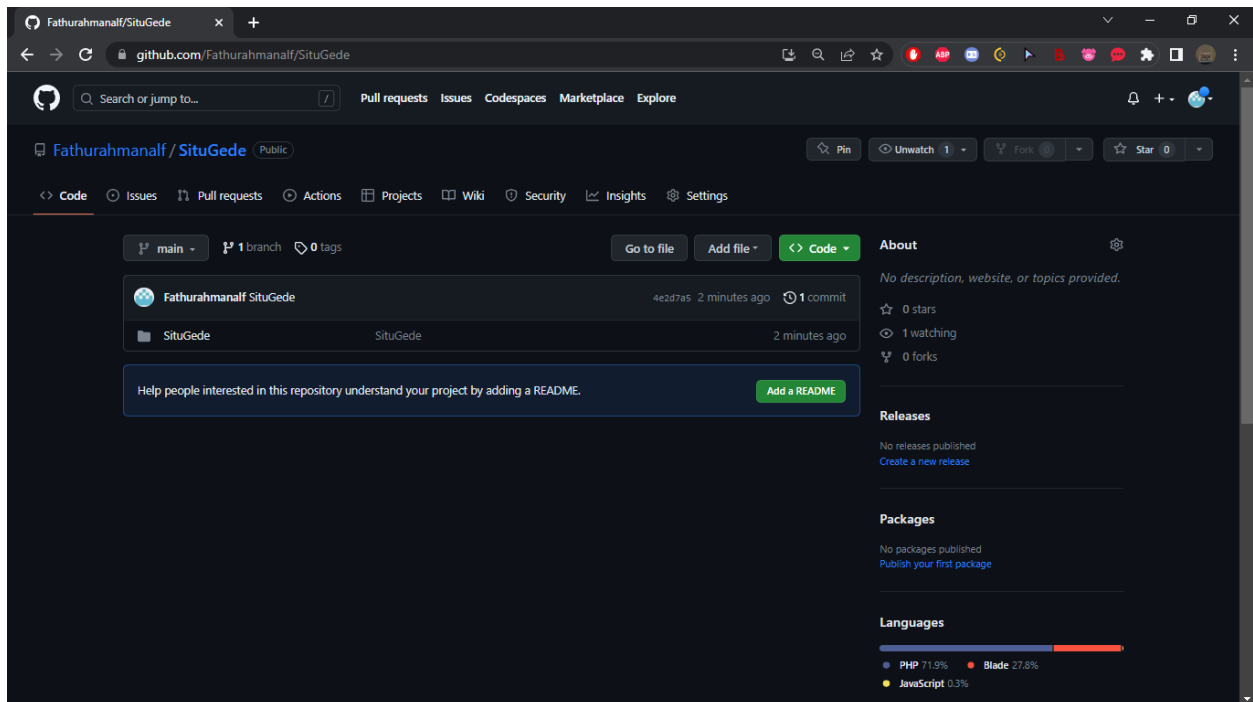 Fathurahmanalf/SituGede
github.com/Fathurahmanalf/SituGede
ABP
Search or jump to... / Pull requests Issues Codespaces Marketplace Explore
Fathurahmanalf / SituGede Public Pin Unwatch 1 Fork 0 Star 0
Code Issues Pull requests Actions Projects Wiki Security Insights Settings
main 1 branch 0 tags Go to file Add file Code
Fathurahmanalf SituGede 4e2d7a5 2 minutes ago 1 commit
SituGede SituGede 2 minutes ago
Help people interested in this repository understand your project by adding a README. Add a README
About
No description, website, or topics provided.
0 stars
1 watching
0 forks
Releases
No releases published
Create a new release
Packages
No packages published
Publish your first package
Languages
PHP 71.9% Blade 27.8%
JavaScript 0.3%